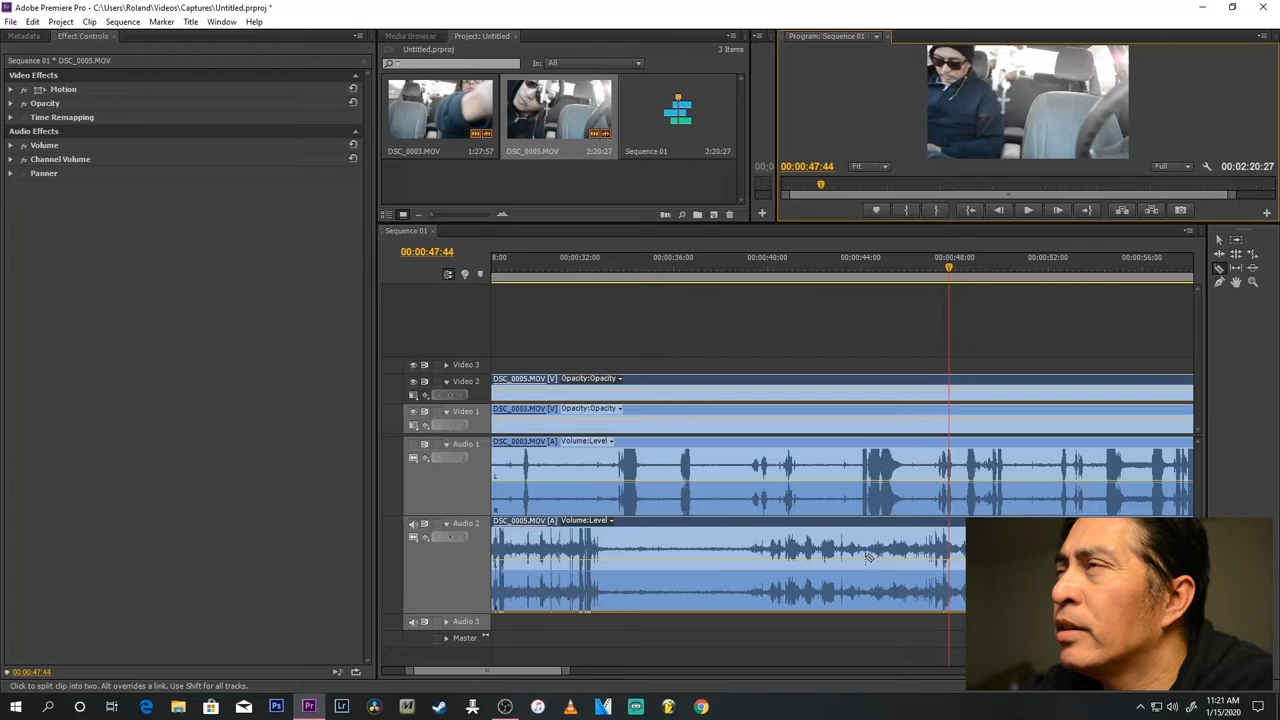 Adobe Premiere Pro - C:\Users\Roland\Videos\Captures\Untitled.prproj *
File Edit Project Clip Sequence Marker Title Window Help
Metadata Effect Controls
Media Browser Project: Untitled
Program: Sequence 01
Untitled.prproj 3 Items
Sequence 01 * DSC_0005.MOV
In: All
Video Effects
Motion
Opacity
Time Remapping
Audio Effects
Volume
Channel Volume
Panner
DSC_0003.MOV 1:27:57
DSC_0005.MOV 2:20:27
Sequence 01 2:20:27
00:00:47:44 Fit Full 00:02:20:27
Sequence 01
00:00:47:44
8:00 00:00:32:00 00:00:36:00 00:00:40:00 00:00:44:00 00:00:48:00 00:00:52:00 00:00:56:00
Video 3
Video 2 DSC_0005.MOV [V] Opacity:Opacity
Video 1 DSC_0003.MOV [V] Opacity:Opacity
Audio 1 DSC_0003.MOV [A] Volume:Level
L
R
Audio 2 DSC_0005.MOV [A] Volume:Level
L
Audio 3
Master
00:00:47:44
Click to split clip into two. Alt overrides a link. Use Shift for all tracks.
11:21 AM
1/15/2020